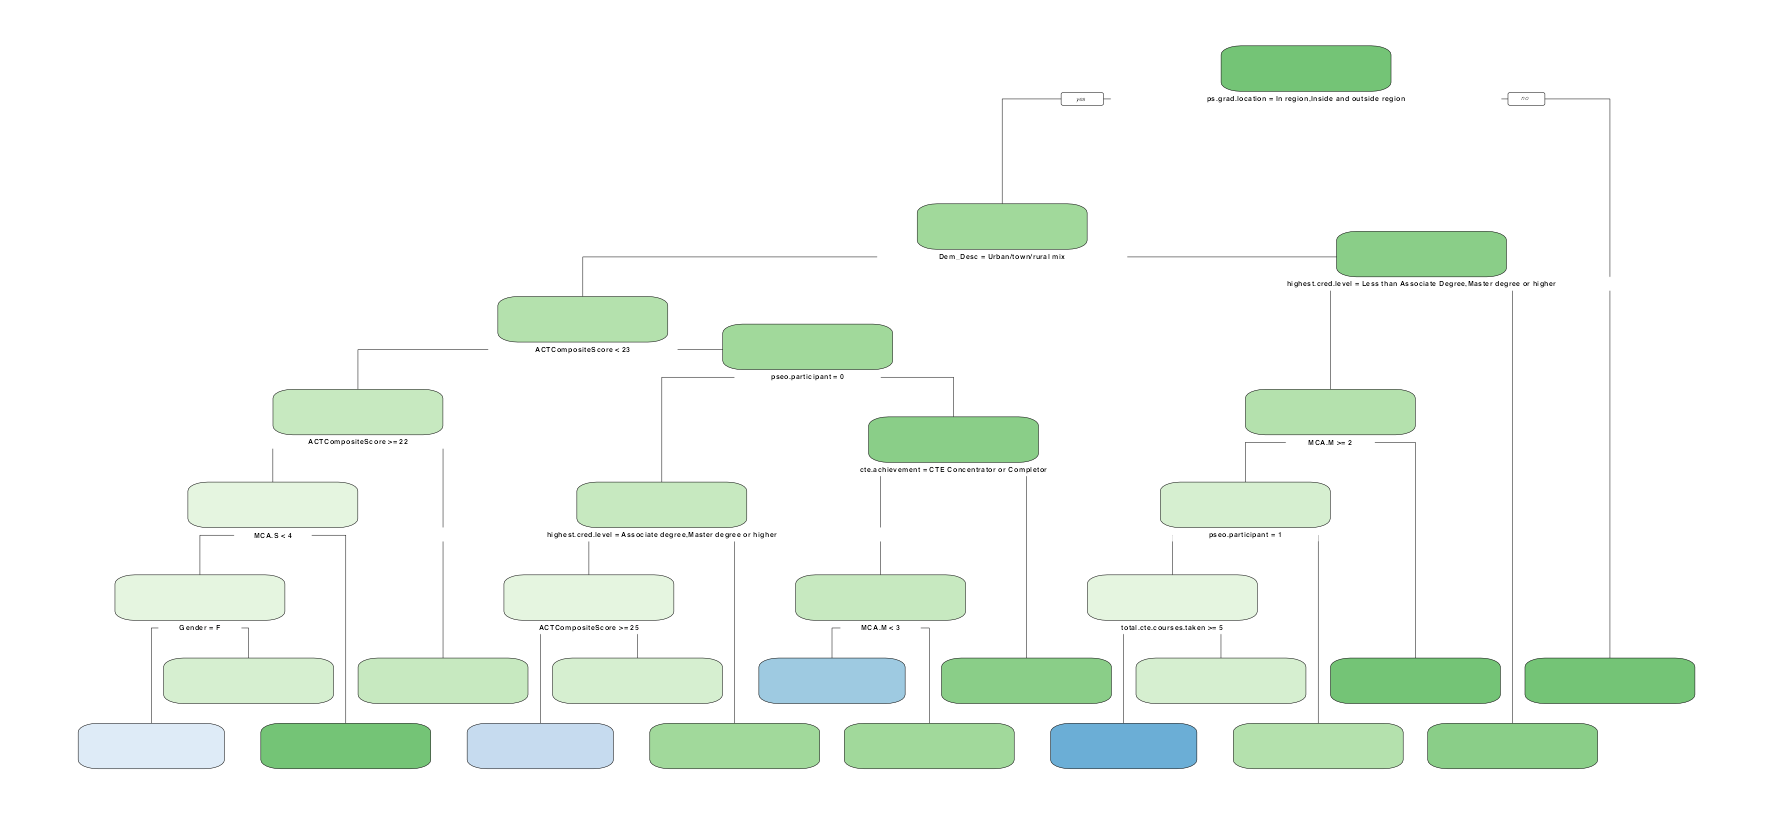 ps.grad.location = In region,Inside and outside region
yes
no
Dem_Desc = Urban/town/rural mix
highest.cred.level = Less than Associate Degree,Master degree or higher
ACTCompositeScore < 23
pseo.participant = 0
ACTCompositeScore >= 22
MCA.M >= 2
cte.achievement = CTE Concentrator or Completor
MCA.S < 4
highest.cred.level = Associate degree,Master degree or higher
pseo.participant = 1
Gender = F
ACTCompositeScore >= 25
MCA.M < 3
total.cte.courses.taken >= 5